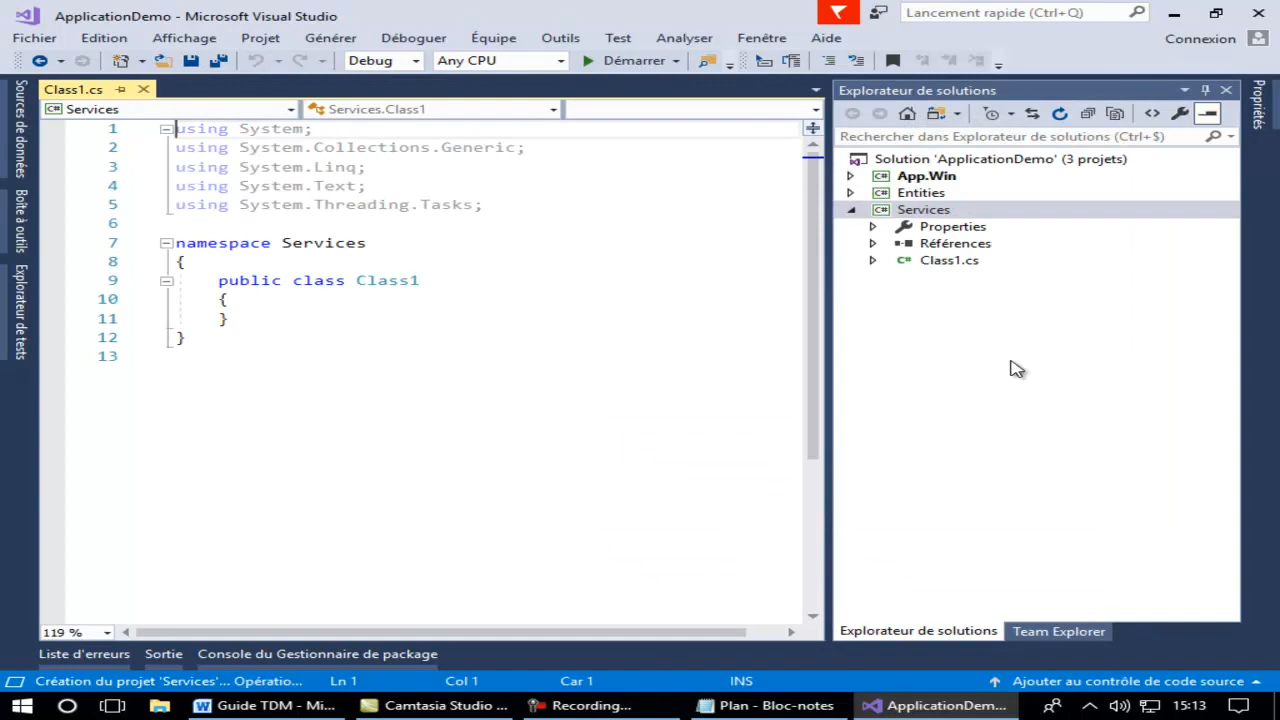 ApplicationDemo - Microsoft Visual Studio
Lancement rapide (Ctrl+Q)
Fichier Edition Affichage Projet Générer Déboguer Équipe Outils Test Analyser Fenêtre Aide Connexion
Debug Any CPU Démarrer
Sources de données
Boîte à outils
Explorateur de tests
Class1.cs
Services Services.Class1
1 using System;
2 using System.Collections.Generic;
3 using System.Linq;
4 using System.Text;
5 using System.Threading.Tasks;
6
7 namespace Services
8 {
9 public class Class1
10 {
11 }
12 }
13
119 %
Explorateur de solutions
Rechercher dans Explorateur de solutions (Ctrl+$)
Solution 'ApplicationDemo' (3 projets)
C# App.Win
C# Entities
C# Services
Properties
Références
C# Class1.cs
Explorateur de solutions Team Explorer
Propriétés
Liste d'erreurs Sortie Console du Gestionnaire de package
Création du projet 'Services'... Opératio... Ln 1 Col 1 Car 1 INS Ajouter au contrôle de code source
Guide TDM - Mi... Camtasia Studio ... Recording... Plan - Bloc-notes ApplicationDem... 15:13